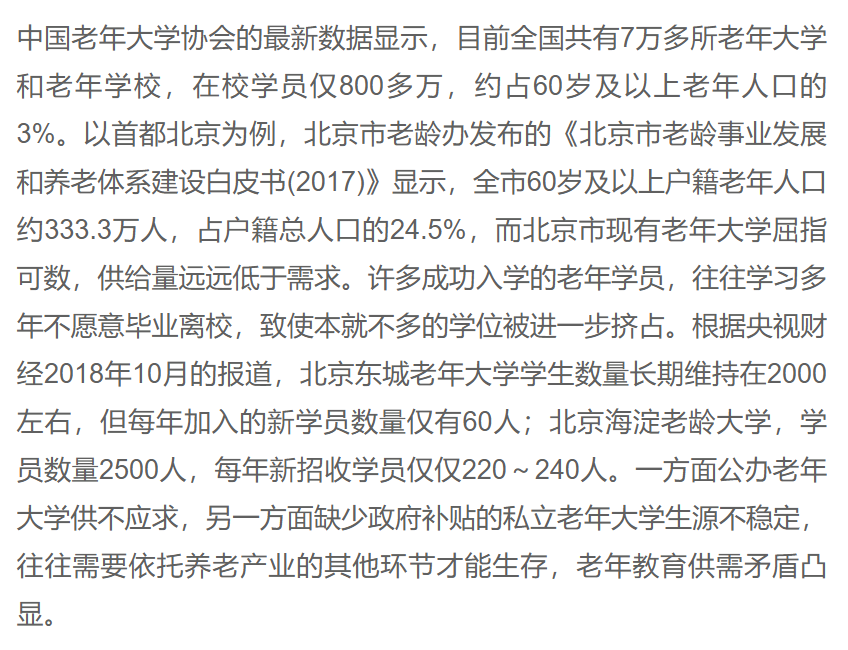 中国老年大学协会的最新数据显示，目前全国共有7万多所老年大学
和老年学校，在校学员仅800多万，约占60岁及以上老年人口的
3%。以首都北京为例，北京市老龄办发布的《北京市老龄事业发展
和养老体系建设白皮书(2017)》显示，全市60岁及以上户籍老年人口
约333.3万人，占户籍总人口的24.5%，而北京市现有老年大学屈指
可数，供给量远远低于需求。许多成功入学的老年学员，往往学习多
年不愿意毕业离校，致使本就不多的学位被进一步挤占。根据央视财
经2018年10月的报道，北京东城老年大学学生数量长期维持在2000
左右，但每年加入的新学员数量仅有60人；北京海淀老龄大学，学
员数量2500人，每年新招收学员仅仅220～240人。一方面公办老年
大学供不应求，另一方面缺少政府补贴的私立老年大学生源不稳定，
往往需要依托养老产业的其他环节才能生存，老年教育供需矛盾凸
显。